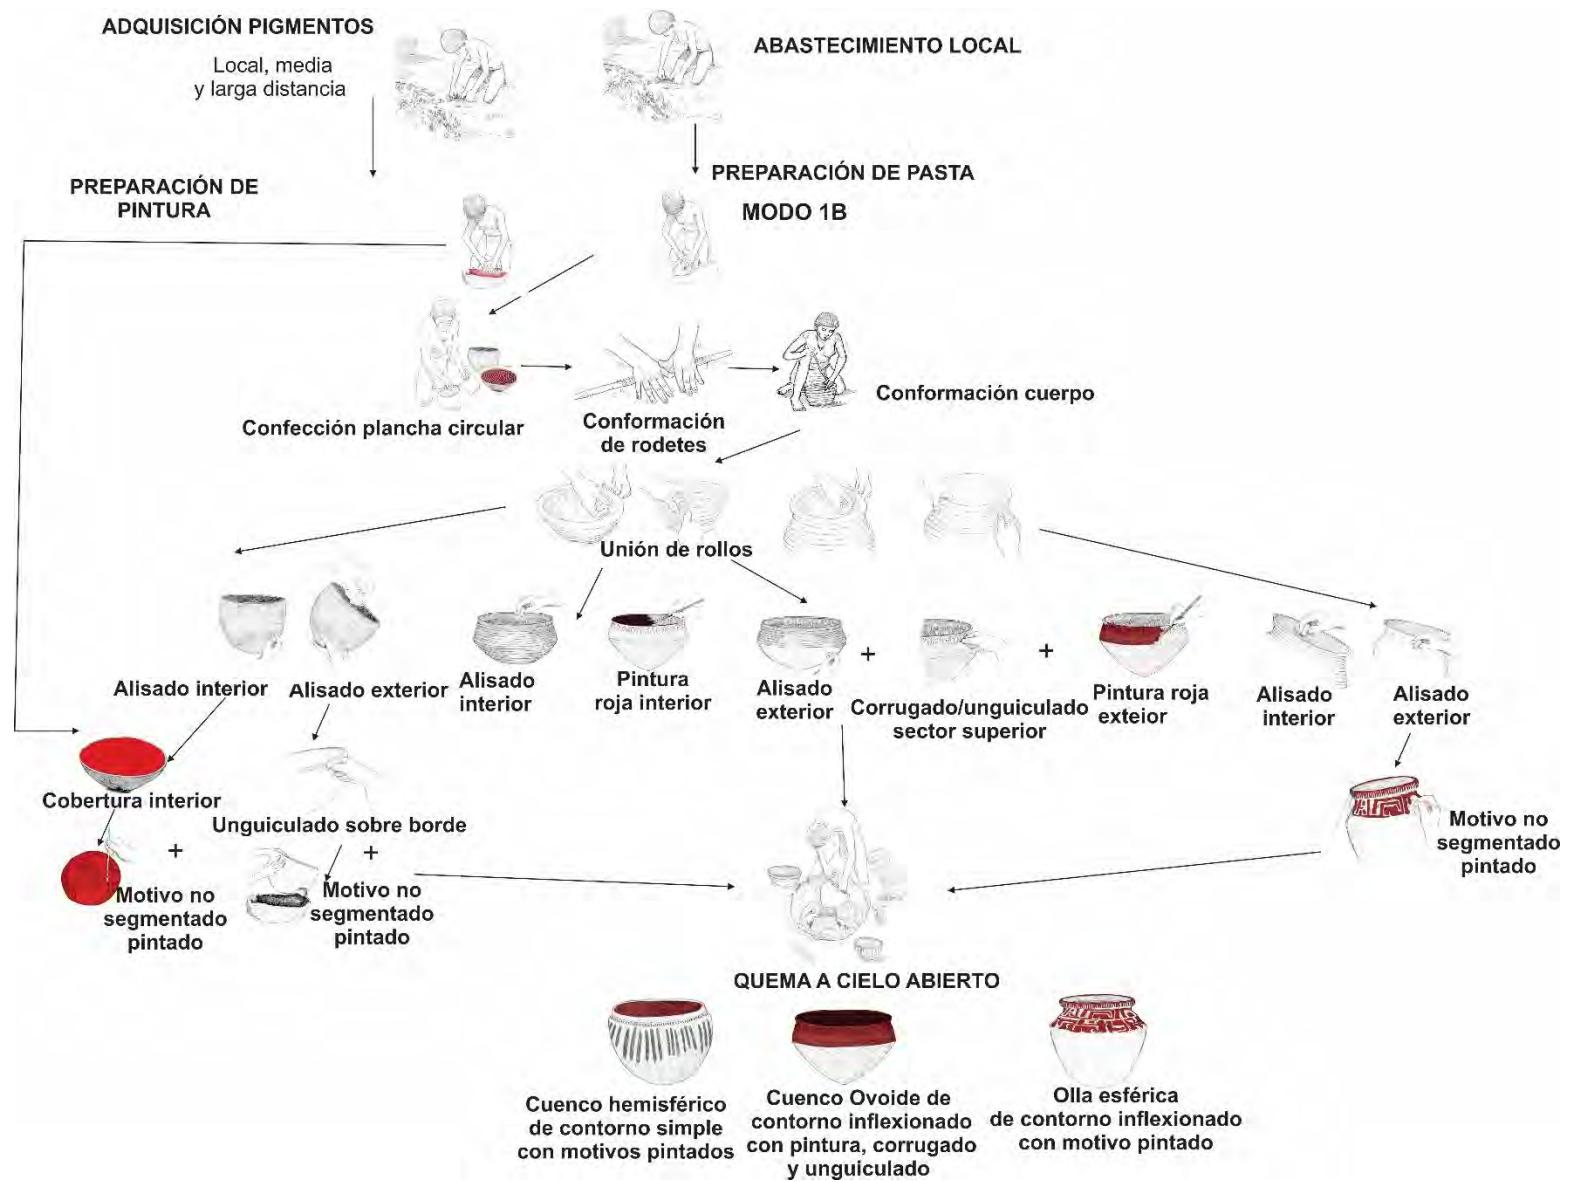 ADQUISICIÓN PIGMENTOS
Local, media
y larga distancia
ABASTECIMIENTO LOCAL
PREPARACIÓN DE
PINTURA
PREPARACIÓN DE PASTA
MODO 1B
Confección plancha circular
Conformación
de rodetes
Conformación cuerpo
Unión de rollos
Alisado interior
Alisado exterior
Alisado
interior
Pintura
roja interior
Alisado
exterior
+
Corrugado/unguiculado
sector superior
+
Pintura roja
exteior
Alisado
interior
Alisado
exterior
Cobertura interior
Unguiculado sobre borde
+
Motivo no
segmentado
pintado
+
Motivo no
segmentado
pintado
Motivo no
segmentado
pintado
QUEMA A CIELO ABIERTO
Cuenco hemisférico
de contorno simple
con motivos pintados
Cuenco Ovoide de
contorno inflexionado
con pintura, corrugado
y unguiculado
Olla esférica
de contorno inflexionado
con motivo pintado